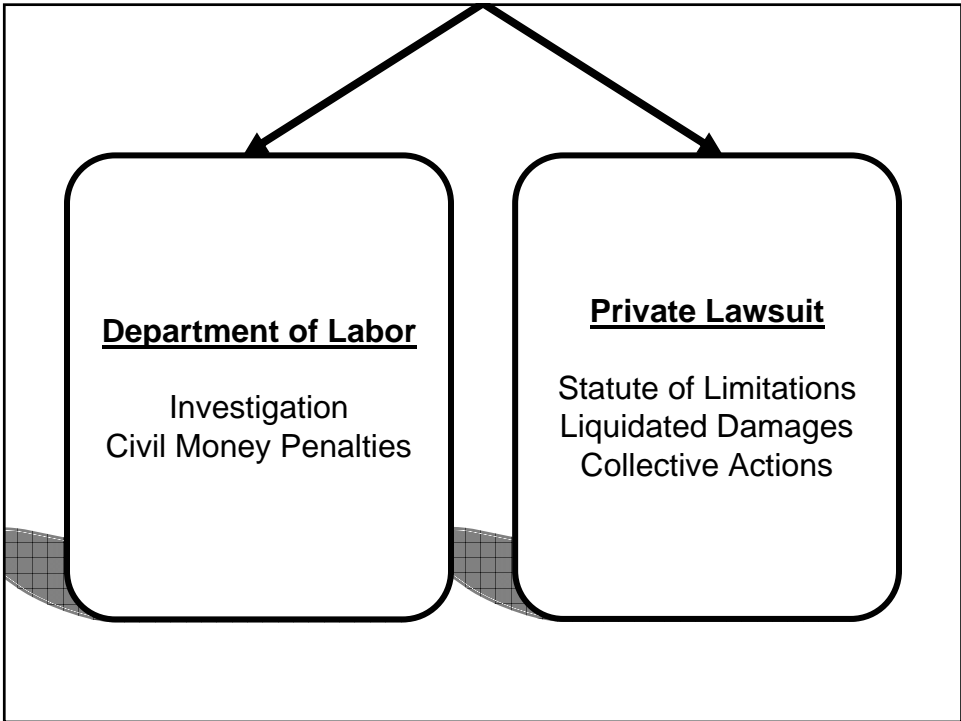 Department of Labor
Investigation
Civil Money Penalties
Private Lawsuit
Statute of Limitations
Liquidated Damages
Collective Actions